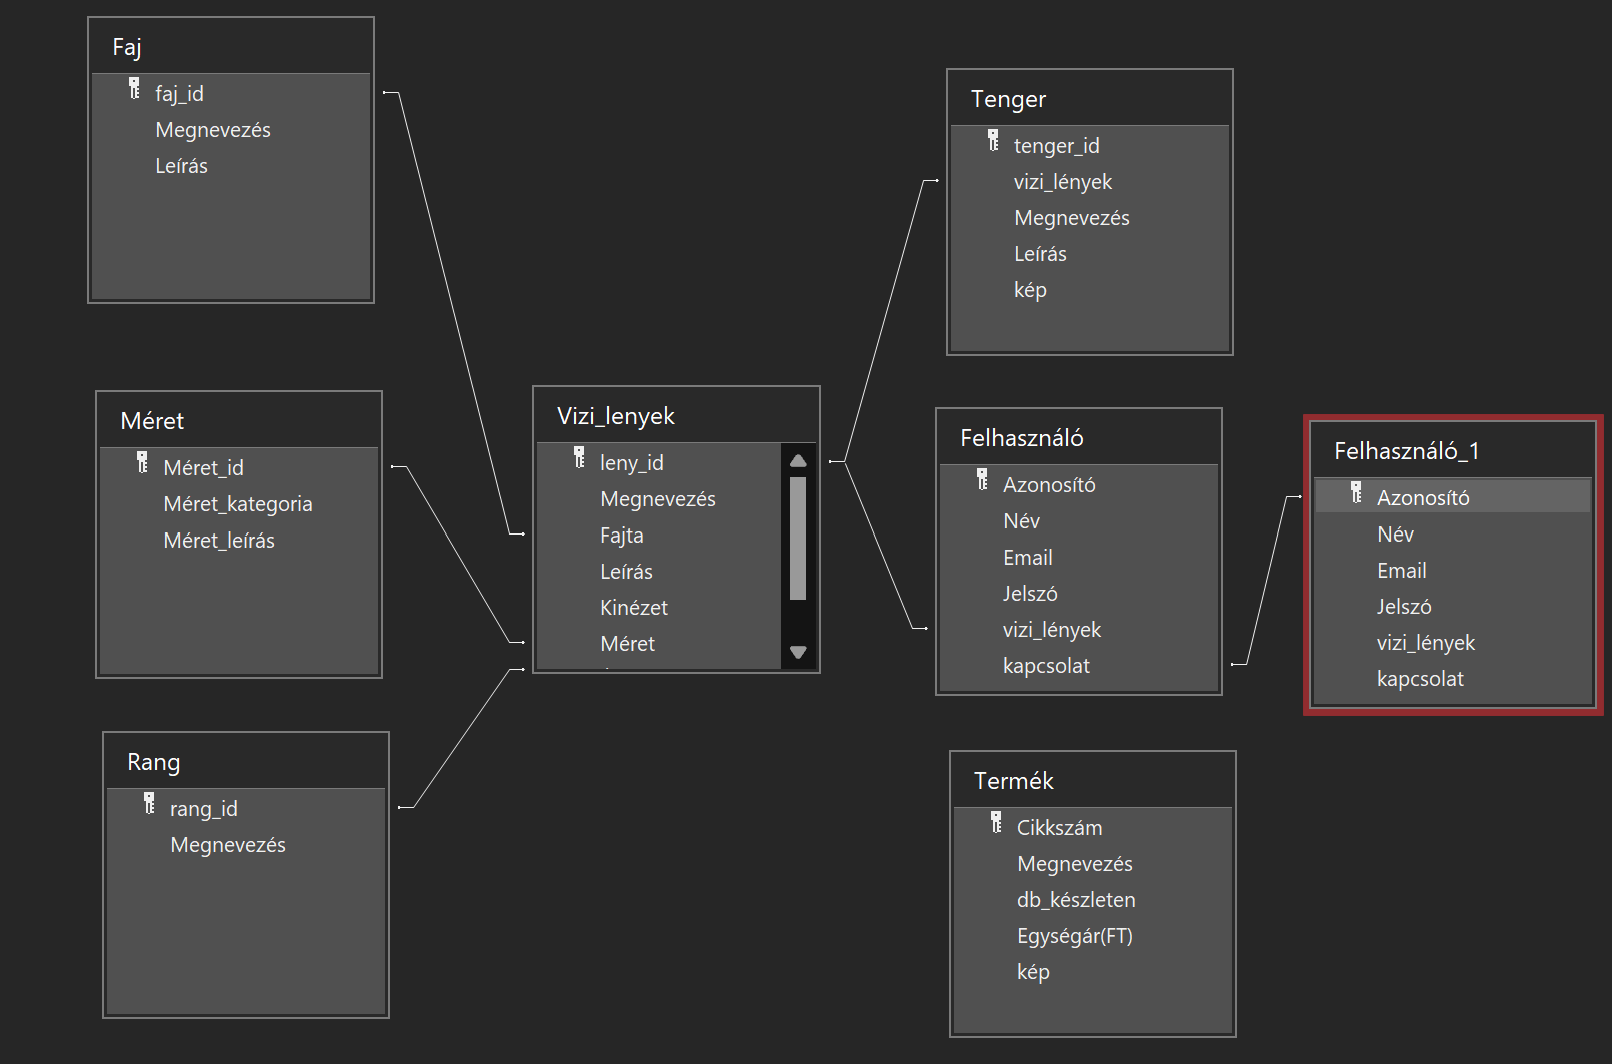 Faj
faj_id
Megnevezés
Leírás
Méret
Méret_id
Méret_kategoria
Méret_leírás
Rang
rang_id
Megnevezés
Vizi_lenyek
leny_id
Megnevezés
Fajta
Leírás
Kinézet
Méret
Tenger
tenger_id
vizi_lények
Megnevezés
Leírás
kép
Felhasználó
Azonosító
Név
Email
Jelszó
vizi_lények
kapcsolat
Felhasználó_1
Azonosító
Név
Email
Jelszó
vizi_lények
kapcsolat
Termék
Cikkszám
Megnevezés
db_készleten
Egységár(FT)
kép